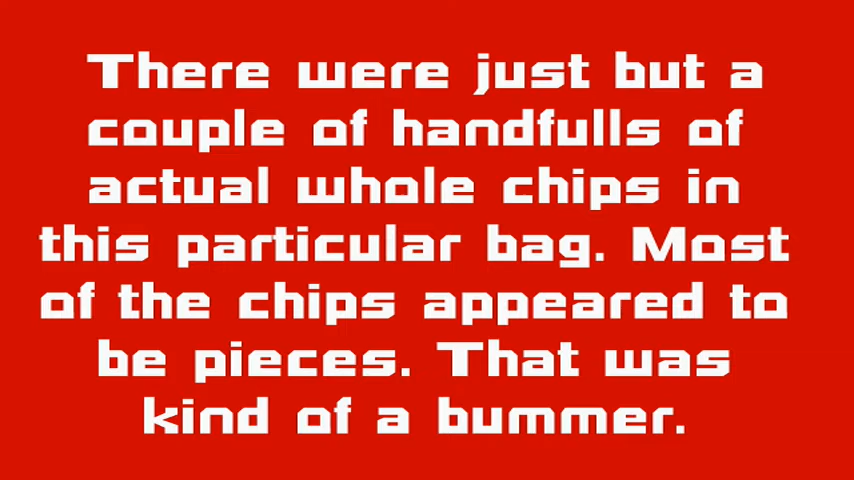 There were just but a
couple of handfulls of
actual whole chips in
this particular bag. Most
of the chips appeared to
be pieces. That was
kind of a bummer.